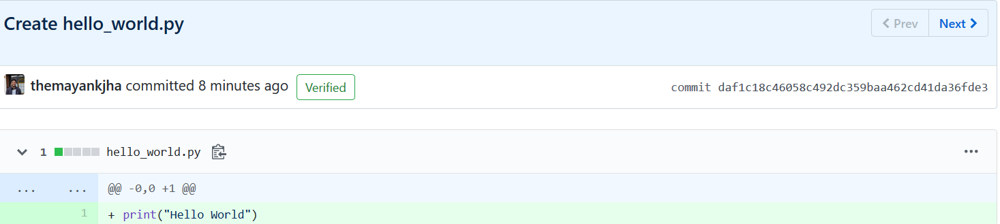 Create hello_world.py
Prev Next
themayankjha committed 8 minutes ago Verified commit daf1c18c46058c492dc359baa462cd41da36fde3
1 hello_world.py
... ... @@ -0,0 +1 @@
1 + print("Hello World")